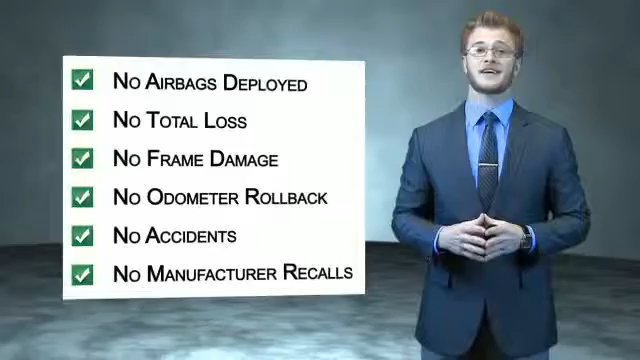 No Airbags Deployed
No Total Loss
No Frame Damage
No Odometer Rollback
No Accidents
No Manufacturer Recalls